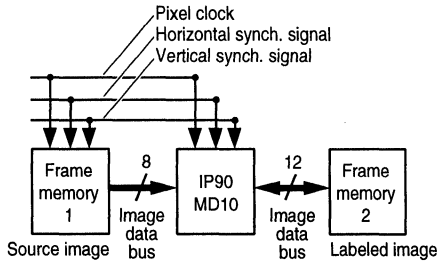 Pixel clock
Horizontal synch. signal
Vertical synch. signal
Frame
memory
1
8
IP90
MD10
12
Frame
memory
2
Source image
Image
data
bus
Image
data
bus
Labeled image